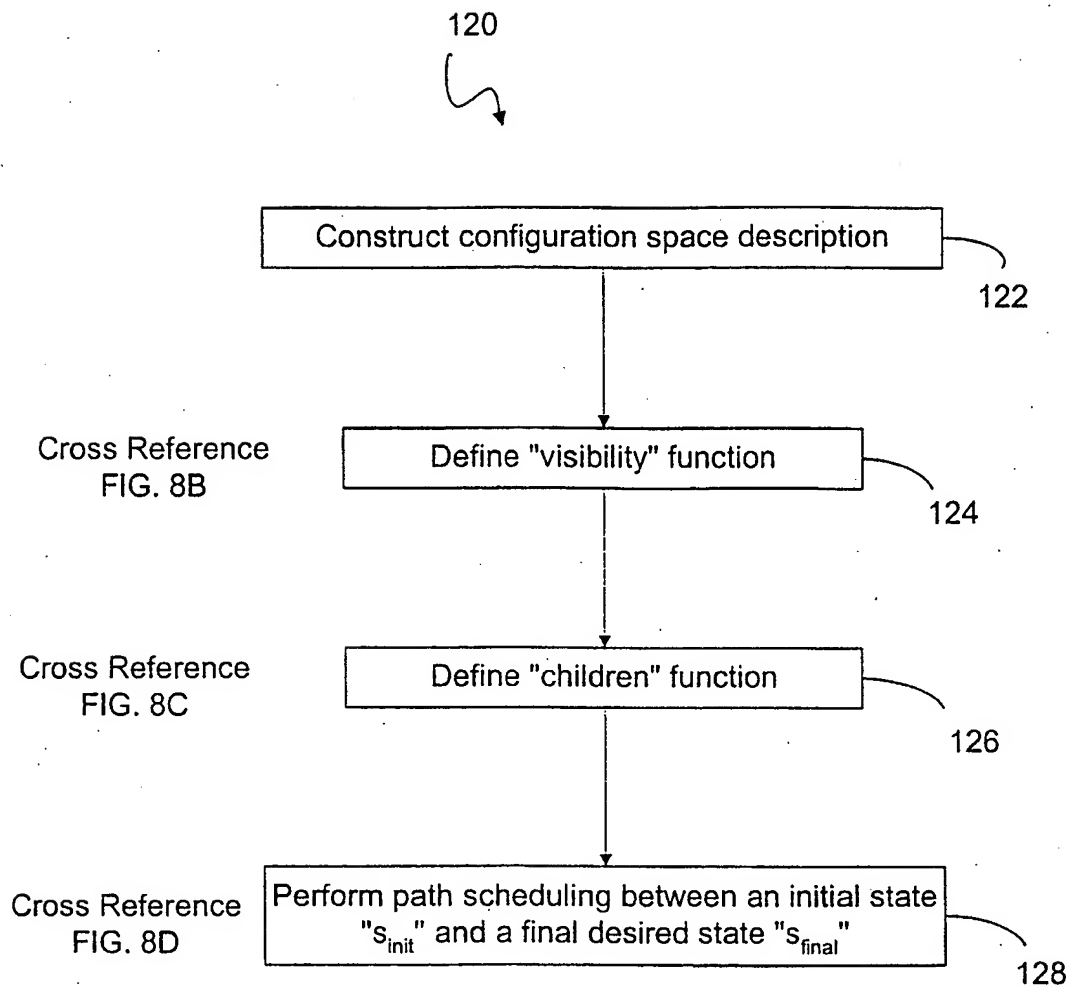 120
Construct configuration space description
122
Cross Reference
FIG. 8B
Define "visibility" function
124
Cross Reference
FIG. 8C
Define "children" function
126
Cross Reference
FIG. 8D
Perform path scheduling between an initial state
"s_init" and a final desired state "s_final"
128